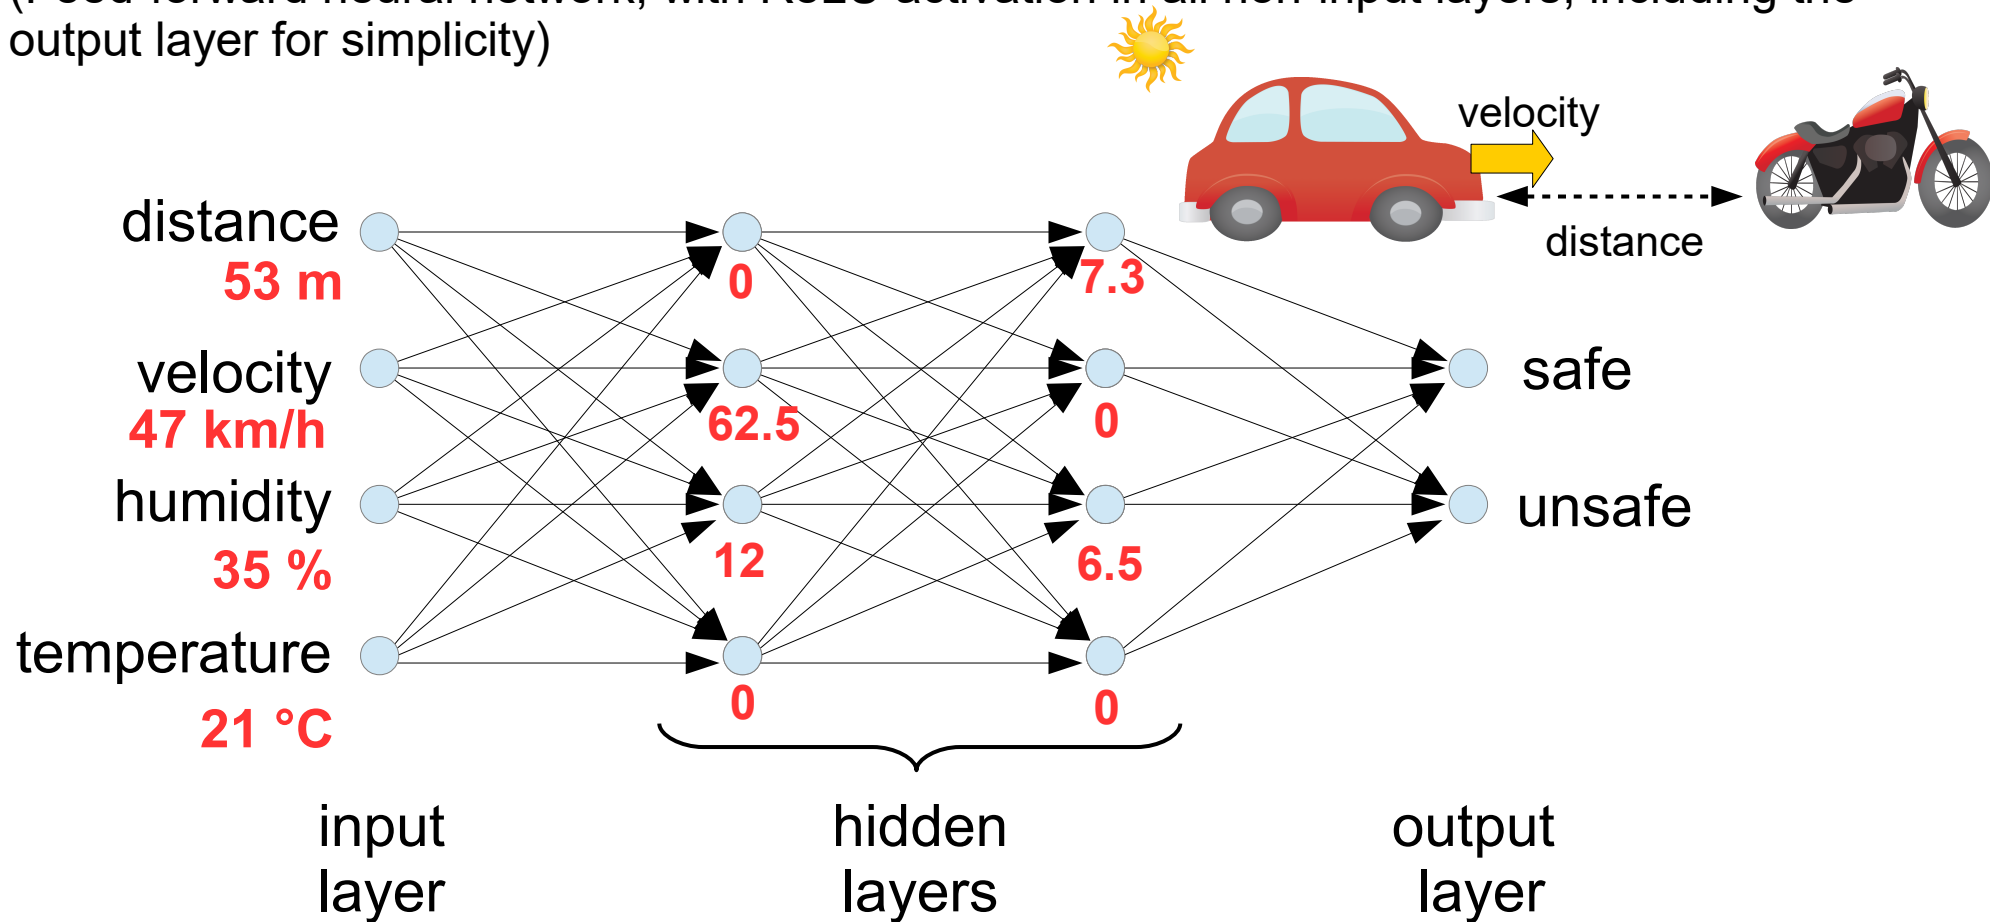 output layer for simplicity)
velocity
distance
distance
53 m
0
7.3
velocity
47 km/h
62.5
0
safe
humidity
35 %
12
6.5
unsafe
temperature
21 °C
0
0
input
layer
hidden
layers
output
layer